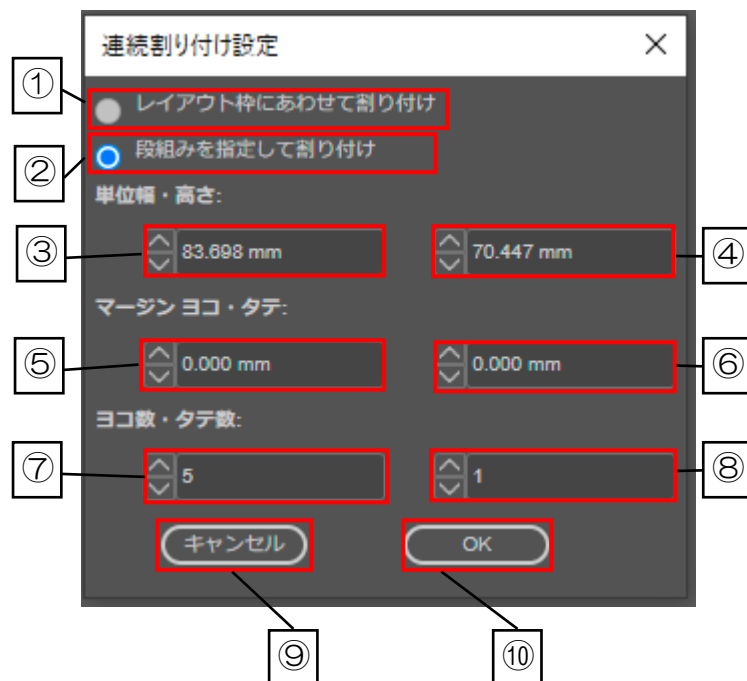 連続割り付け設定
① レイアウト枠にあわせて割り付け
② 段組みを指定して割り付け
単位幅・高さ:
③ 83.698 mm 70.447 mm ④
マージン ヨコ・タテ:
⑤ 0.000 mm 0.000 mm ⑥
ヨコ数・タテ数:
⑦ 5 1 ⑧
キャンセル OK
⑨ ⑩